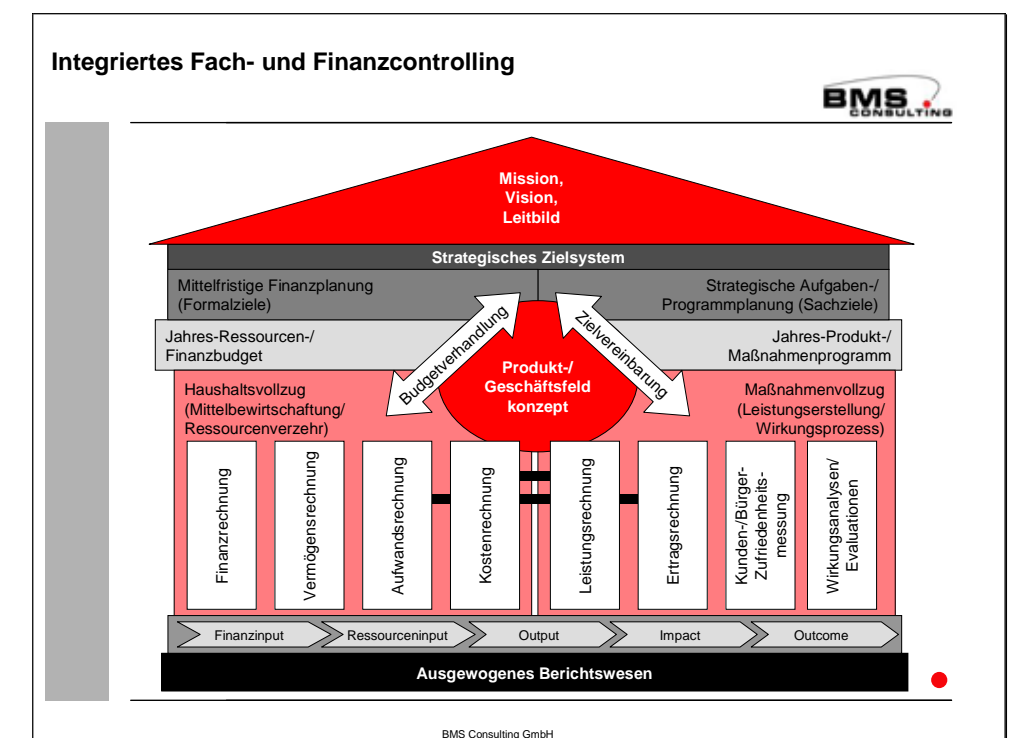 Integriertes Fach- und Finanzcontrolling
BMS
CONSULTING
Mission,
Vision,
Leitbild
Strategisches Zielsystem
Mittelfristige Finanzplanung
(Formalziele)
Strategische Aufgaben-/
Programmplanung (Sachziele)
Jahres-Ressourcen-/
Finanzbudget
Jahres-Produkt-/
Maßnahmenprogramm
Budgetverhandlung
Zielvereinbarung
Produkt-/
Geschäftsfeld
konzept
Haushaltsvollzug
(Mittelbewirtschaftung/
Ressourcenverzehr)
Maßnahmenvollzug
(Leistungserstellung/
Wirkungsprozess)
Finanzrechnung
Vermögensrechnung
Aufwandsrechnung
Kostenrechnung
Leistungsrechnung
Ertragsrechnung
Kunden-/Bürger-
Zufriedenheits-
messung
Wirkungsanalysen/
Evaluationen
Finanzinput
Ressourceninput
Output
Impact
Outcome
Ausgewogenes Berichtswesen
BMS Consulting GmbH